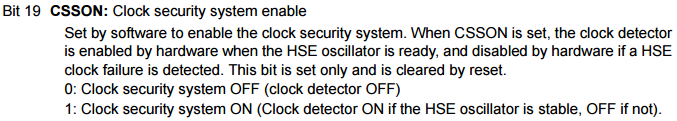 Bit 19 CSSON: Clock security system enable
Set by software to enable the clock security system. When CSSON is set, the clock detector
is enabled by hardware when the HSE oscillator is ready, and disabled by hardware if a HSE
clock failure is detected. This bit is set only and is cleared by reset.
0: Clock security system OFF (clock detector OFF)
1: Clock security system ON (Clock detector ON if the HSE oscillator is stable, OFF if not).